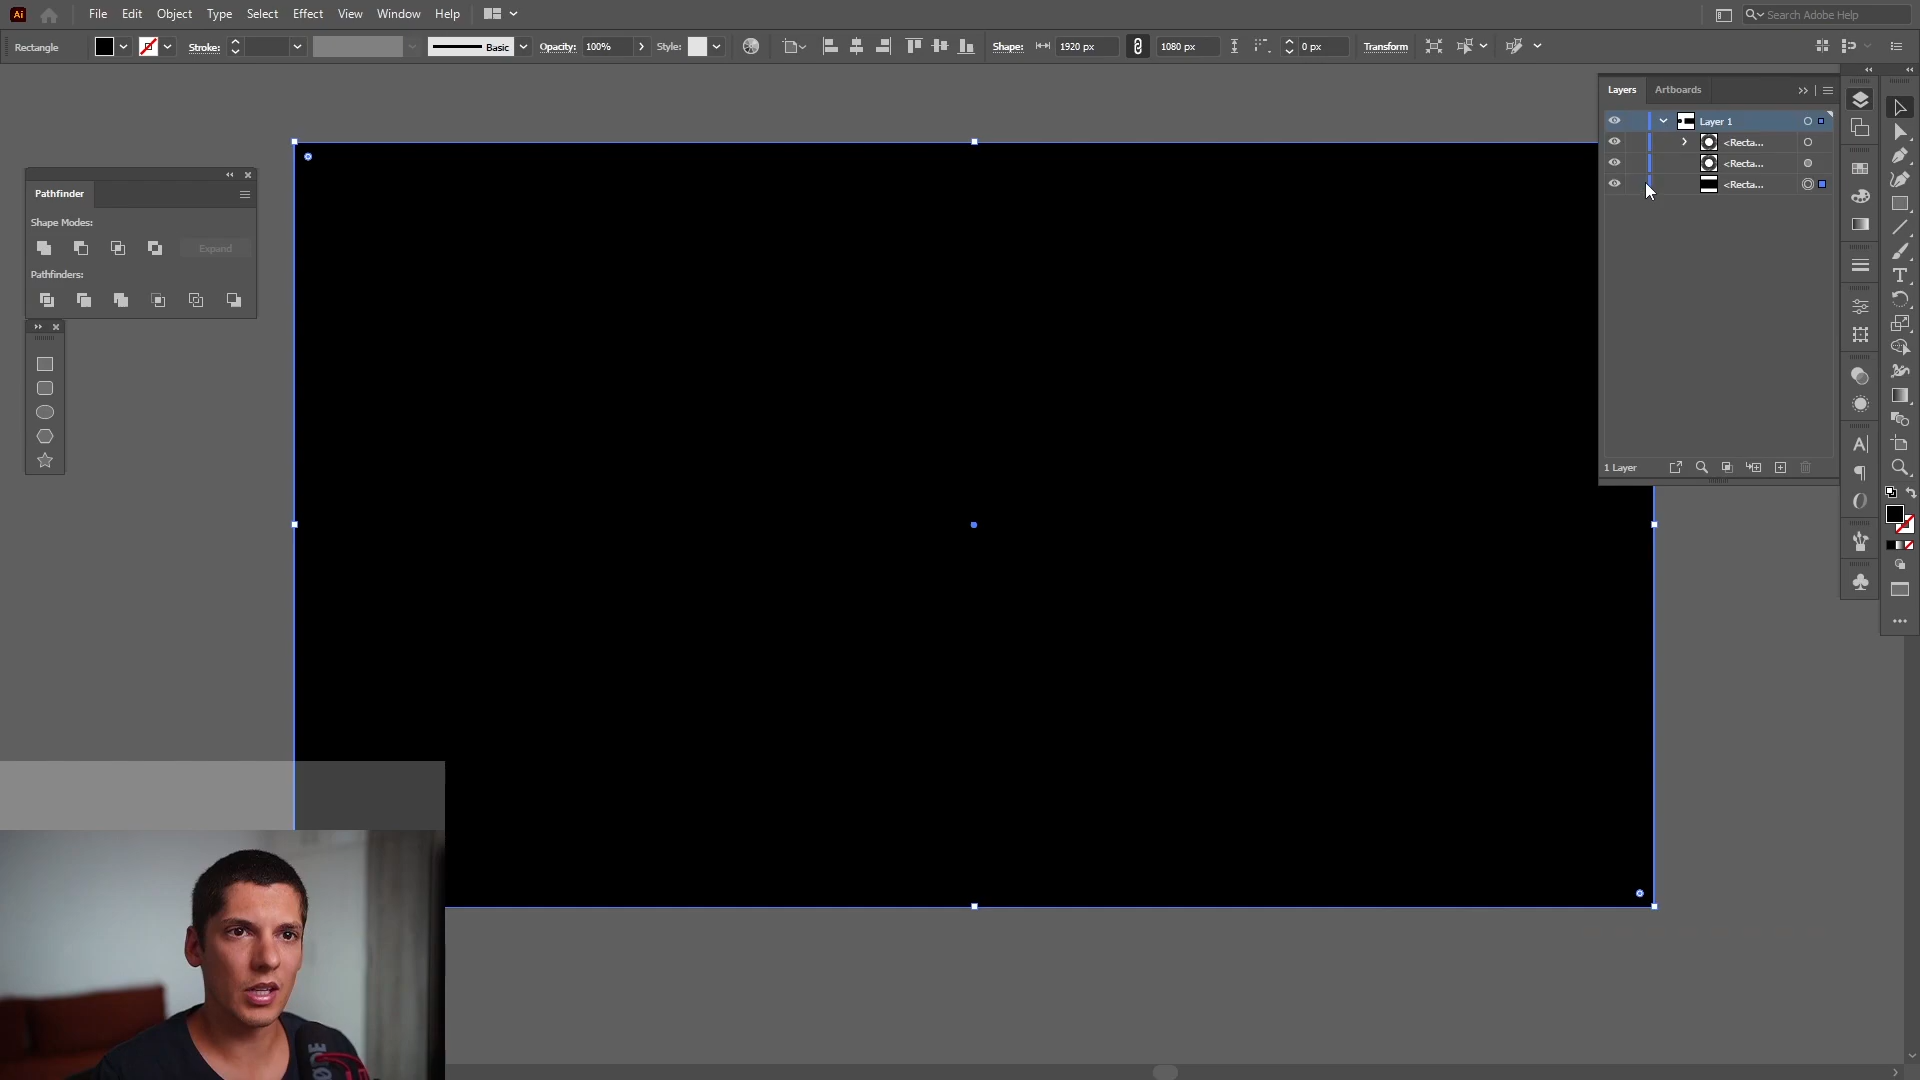 Ai File Edit Object Type Select Effect View Window Help Search Adobe Help
Rectangle Stroke: Basic Opacity: 100% Style: Shape: 1920 px 1080 px 0 px Transform
Layers Artboards
Layer 1
<Recta...
<Recta...
<Recta...
1 Layer
Pathfinder
Shape Modes:
Expand
Pathfinders: